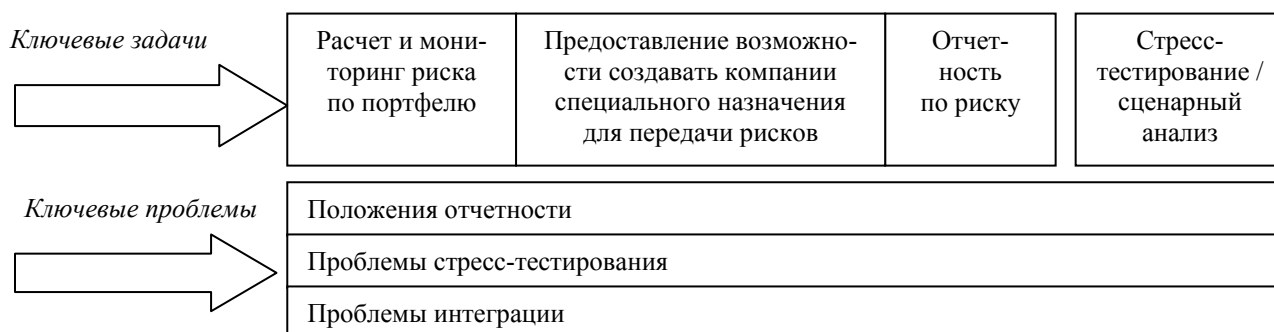 Ключевые задачи
Расчет и мони-
торинг риска
по портфелю
Предоставление возможно-
сти создавать компании
специального назначения
для передачи рисков
Отчет-
ность
по риску
Стресс-
тестирование /
сценарный
анализ
Ключевые проблемы
Положения отчетности
Проблемы стресс-тестирования
Проблемы интеграции